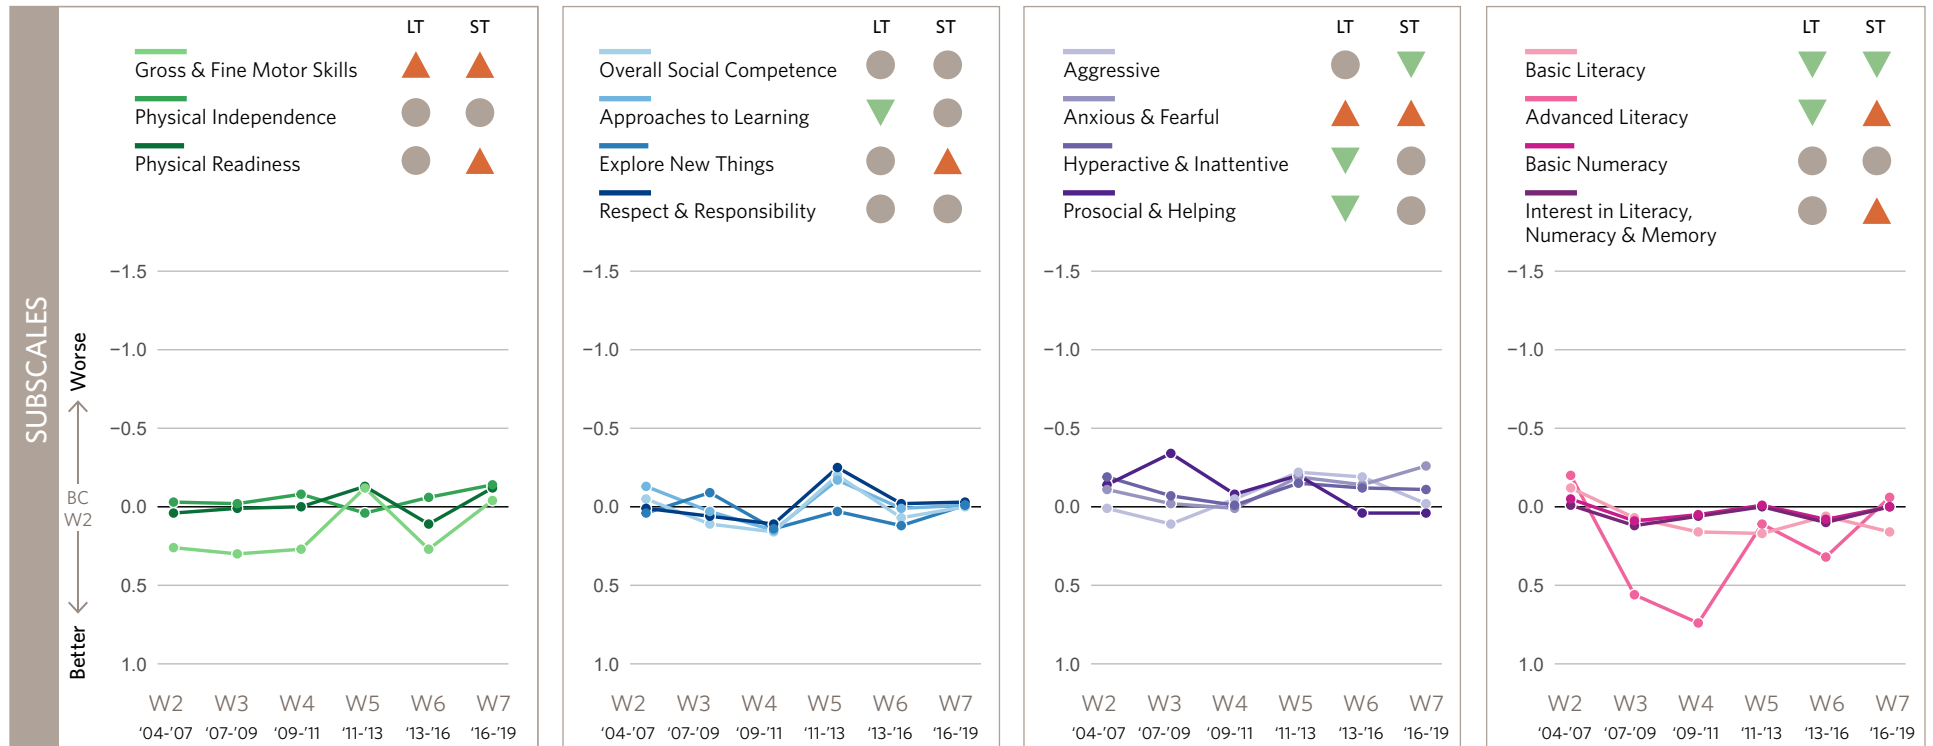 SUBSCALES
Worse
BC
W2
Better
LT ST
Gross & Fine Motor Skills
Physical Independence
Physical Readiness
−1.5
−1.0
−0.5
0.0
0.5
1.0
W2 W3 W4 W5 W6 W7
‘04-’07 ‘07-’09 ‘09-’11 ‘11-’13 ‘13-’16 ‘16-’19
LT ST
Overall Social Competence
Approaches to Learning
Explore New Things
Respect & Responsibility
−1.5
−1.0
−0.5
0.0
0.5
1.0
W2 W3 W4 W5 W6 W7
‘04-’07 ‘07-’09 ‘09-’11 ‘11-’13 ‘13-’16 ‘16-’19
LT ST
Aggressive
Anxious & Fearful
Hyperactive & Inattentive
Prosocial & Helping
−1.5
−1.0
−0.5
0.0
0.5
1.0
W2 W3 W4 W5 W6 W7
‘04-’07 ‘07-’09 ‘09-’11 ‘11-’13 ‘13-’16 ‘16-’19
LT ST
Basic Literacy
Advanced Literacy
Basic Numeracy
Interest in Literacy,
Numeracy & Memory
−1.5
−1.0
−0.5
0.0
0.5
1.0
W2 W3 W4 W5 W6 W7
‘04-’07 ‘07-’09 ‘09-’11 ‘11-’13 ‘13-’16 ‘16-’19